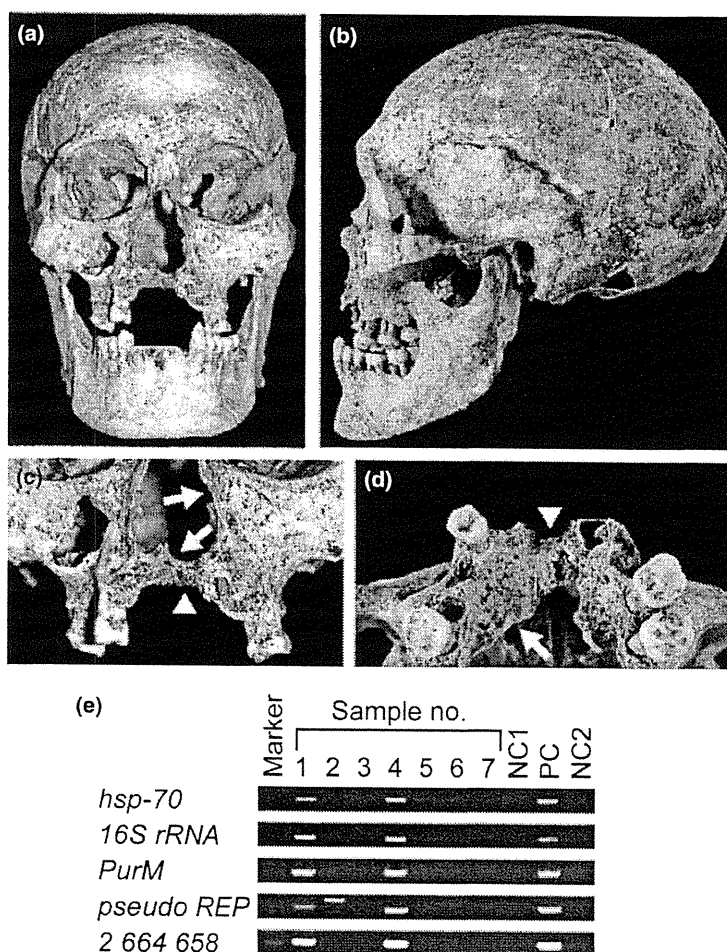 (a)
(b)
(c)
(d)
(e)
Sample no.
Marker 1 2 3 4 5 6 7 NC1 PC NC2
hsp-70
16S rRNA
PurM
pseudo REP
2 664 658